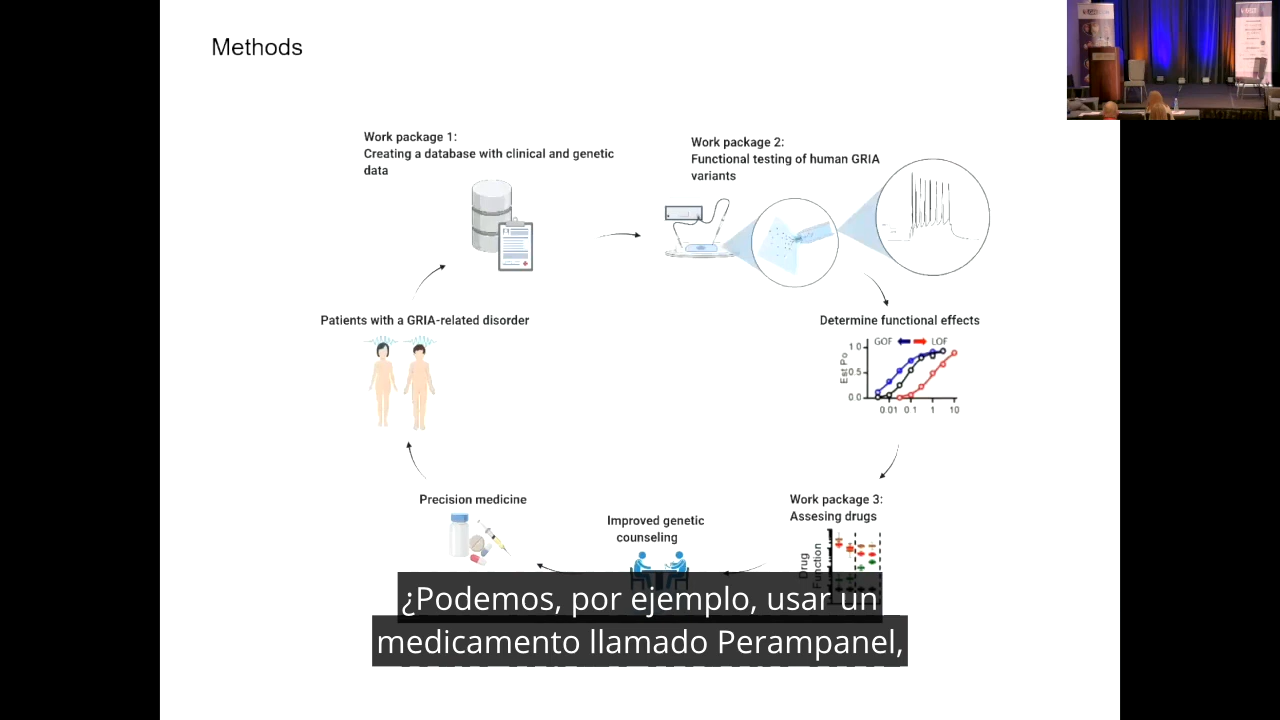 Methods
Work package 1:
Creating a database with clinical and genetic
data
Work package 2:
Functional testing of human GRIA
variants
Patients with a GRIA-related disorder
Determine functional effects
GOF
LOF
Est Po
1 0
0.5
0.0
0 01 0 1 1 10
Precision medicine
Improved genetic
counseling
Work package 3:
Assesing drugs
Drug
Function
¿Podemos, por ejemplo, usar un
medicamento llamado Perampanel,